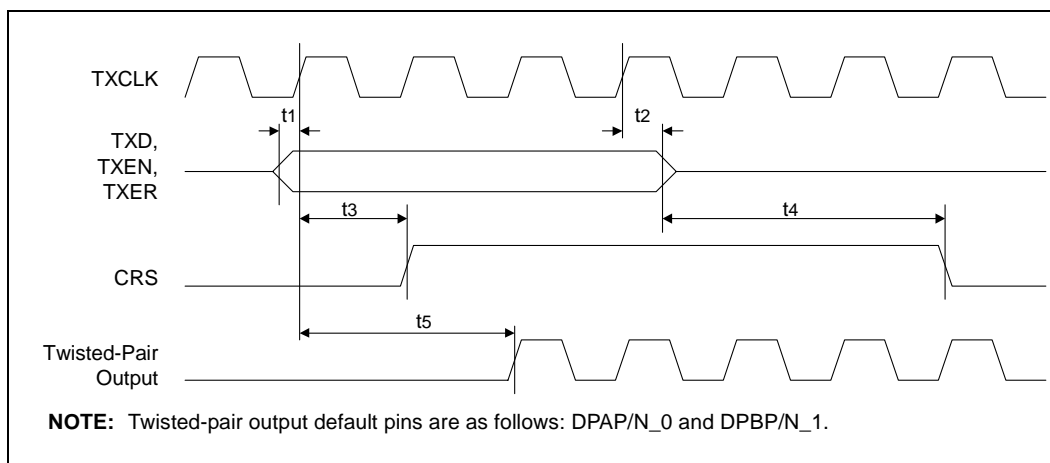 TXCLK
t1
t2
TXD,
TXEN,
TXER
t3
t4
CRS
t5
Twisted-Pair
Output
NOTE: Twisted-pair output default pins are as follows: DPAP/N_0 and DPBP/N_1.